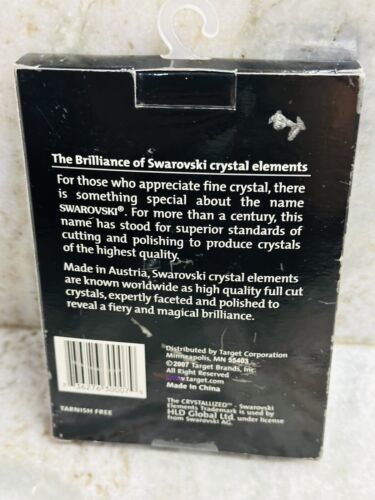 The Brilliance of Swarovski crystal elements
For those who appreciate fine crystal, there
is something special about the name
SWAROVSKI®. For more than a century, this
name has stood for superior standards of
cutting and polishing to produce crystals
of the highest quality.
Made in Austria, Swarovski crystal elements
are known worldwide as high quality full cut
crystals, expertly faceted and polished to
reveal a fiery and magical brilliance.
Distributed by Target Corporation
Minneapolis, MN 55403
©2007 Target Brands, Inc.
All Right Reserved
.target.com
Made in China
The CRYSTALLIZED™ - Swarovski
Elements Trademark is used by
HLD Global Ltd. under license
from Swarovski AG.
TARNISH FREE